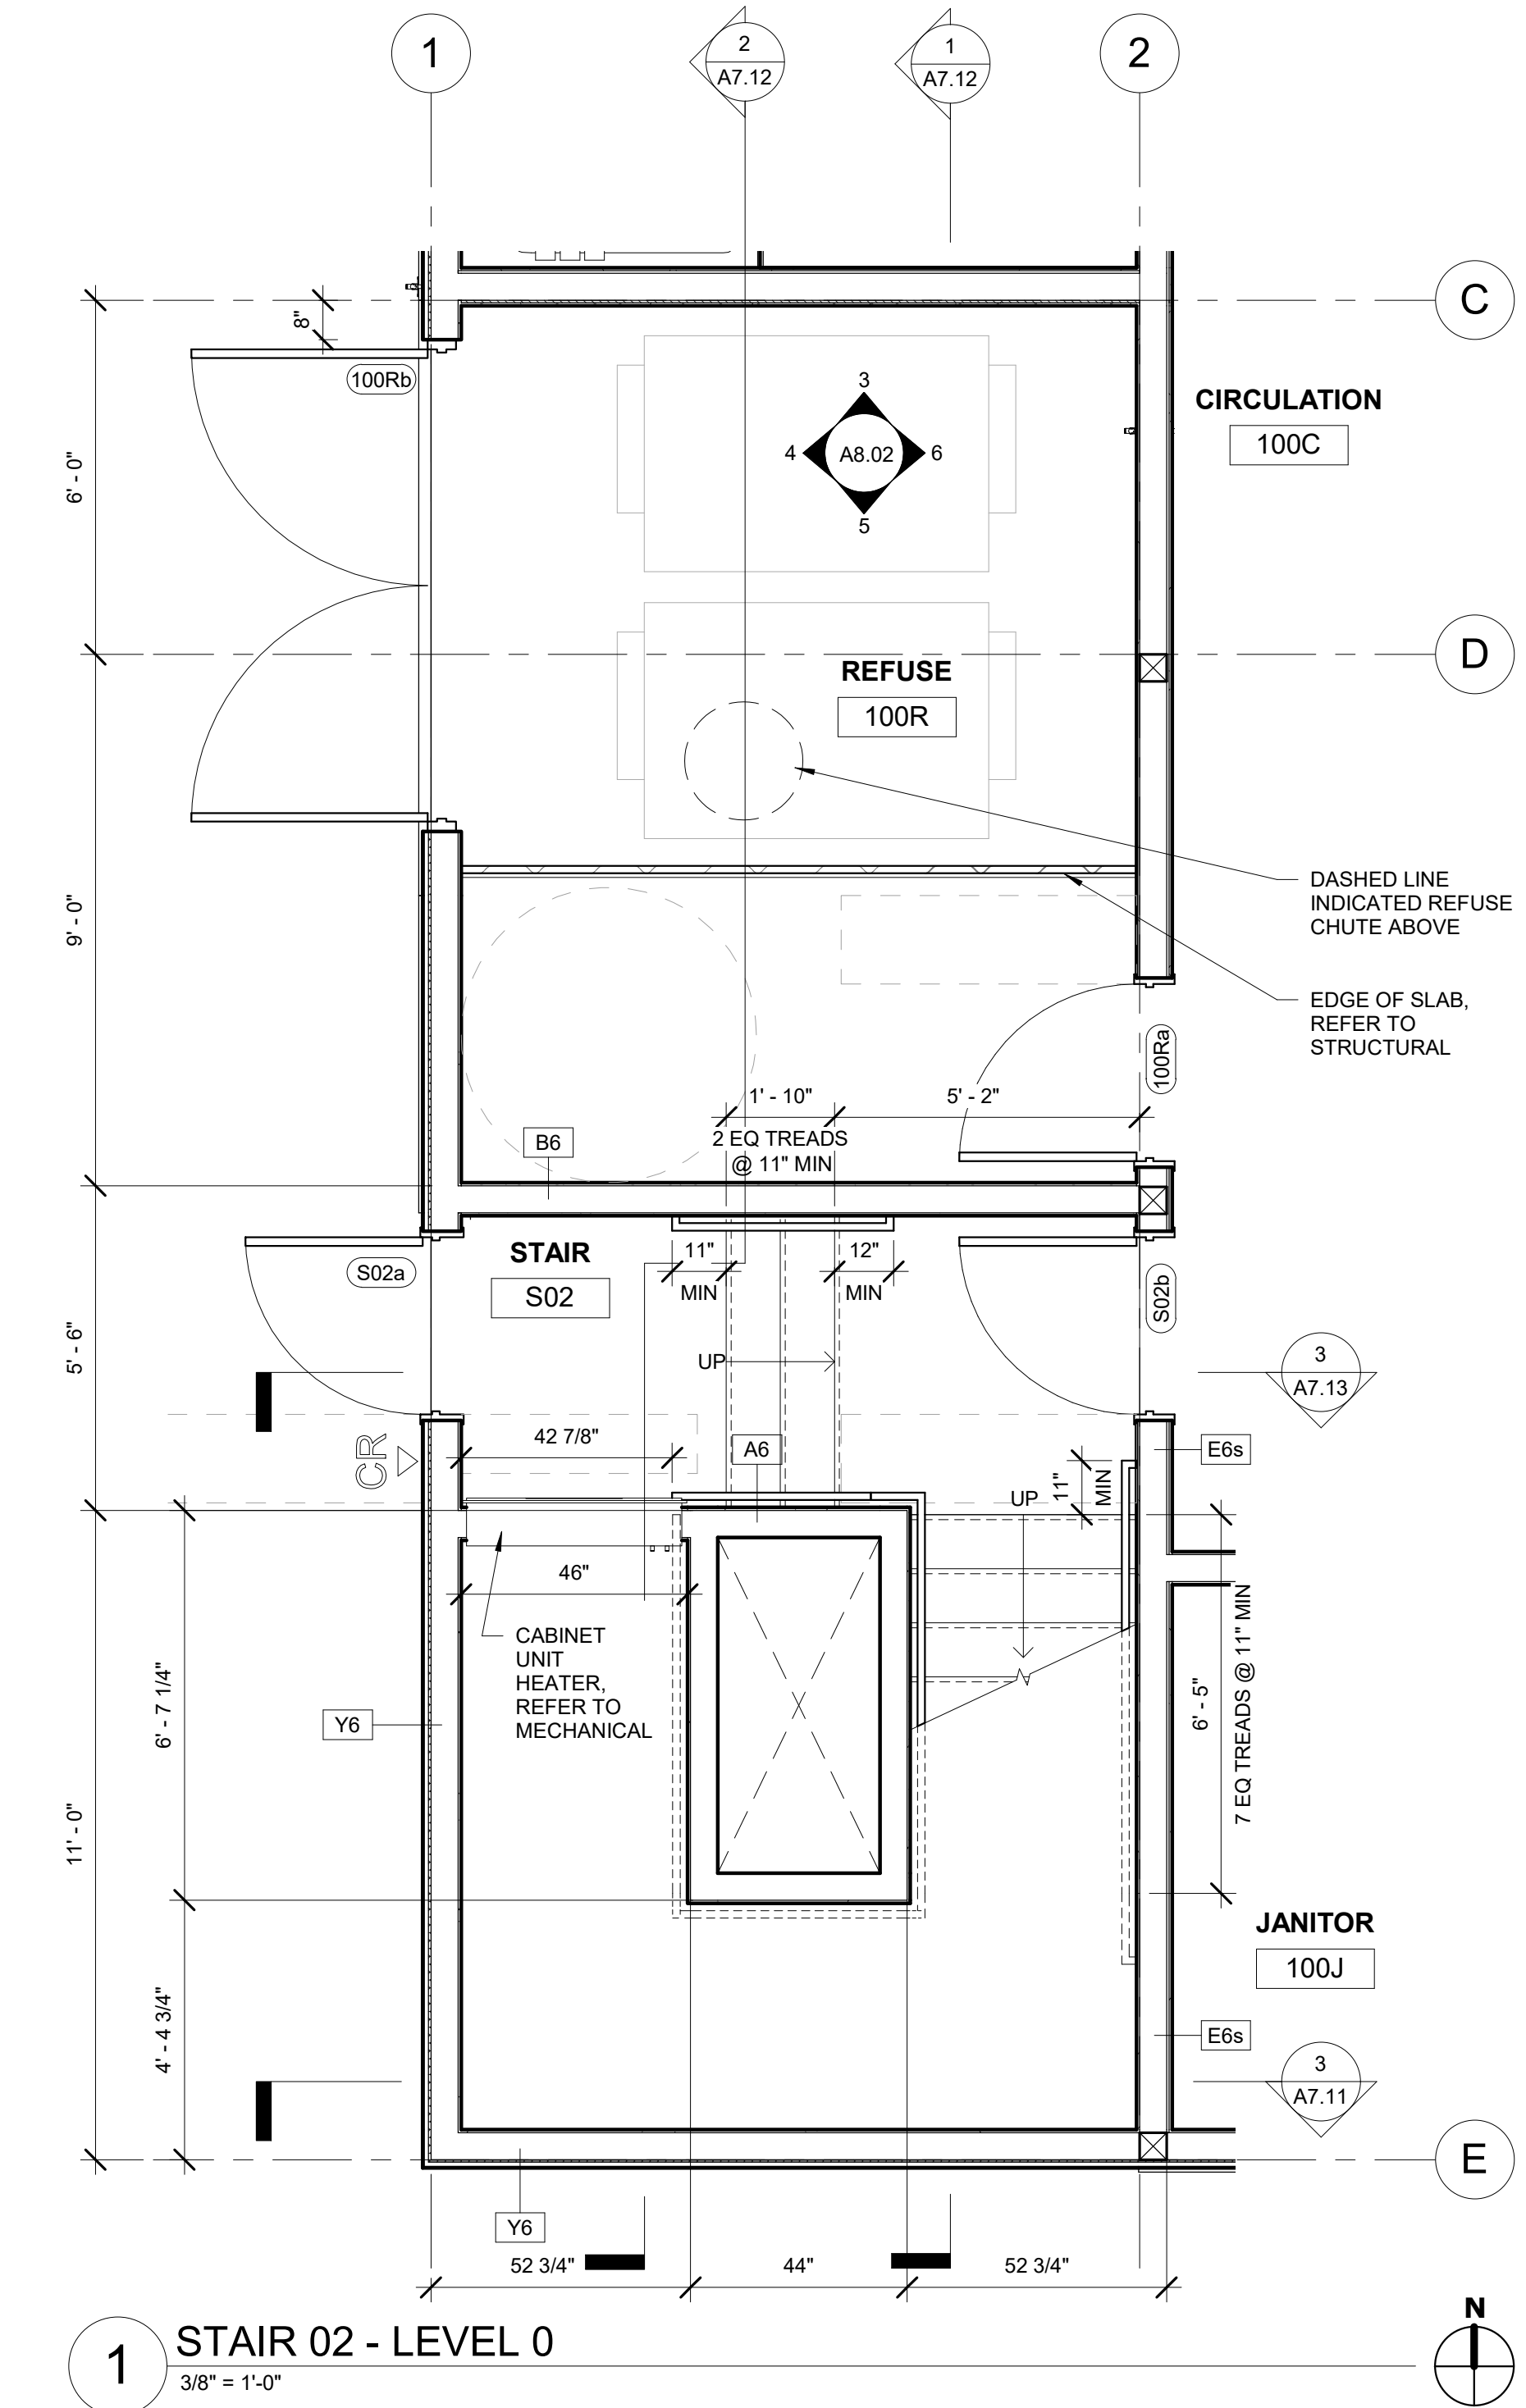 1
2
A7.12
1
A7.12
2
C
8"
100Rb
3
4
A8.02
6
5
CIRCULATION
100C
6' - 0"
D
REFUSE
100R
DASHED LINE
INDICATED REFUSE
CHUTE ABOVE
9' - 0"
EDGE OF SLAB,
REFER TO
STRUCTURAL
100Ra
1' - 10"
5' - 2"
2 EQ TREADS
@ 11" MIN
B6
STAIR
S02
S02a
11"
MIN
12"
MIN
S02b
5' - 6"
UP
3
A7.13
CR
42 7/8"
A6
E6s
UP
11"
MIN
46"
CABINET
UNIT
HEATER,
REFER TO
MECHANICAL
6' - 7 1/4"
Y6
6' - 5"
7 EQ TREADS @ 11" MIN
11' - 0"
JANITOR
100J
4' - 4 3/4"
E6s
3
A7.11
E
Y6
52 3/4"
44"
52 3/4"
N
1
STAIR 02 - LEVEL 0
3/8" = 1'-0"